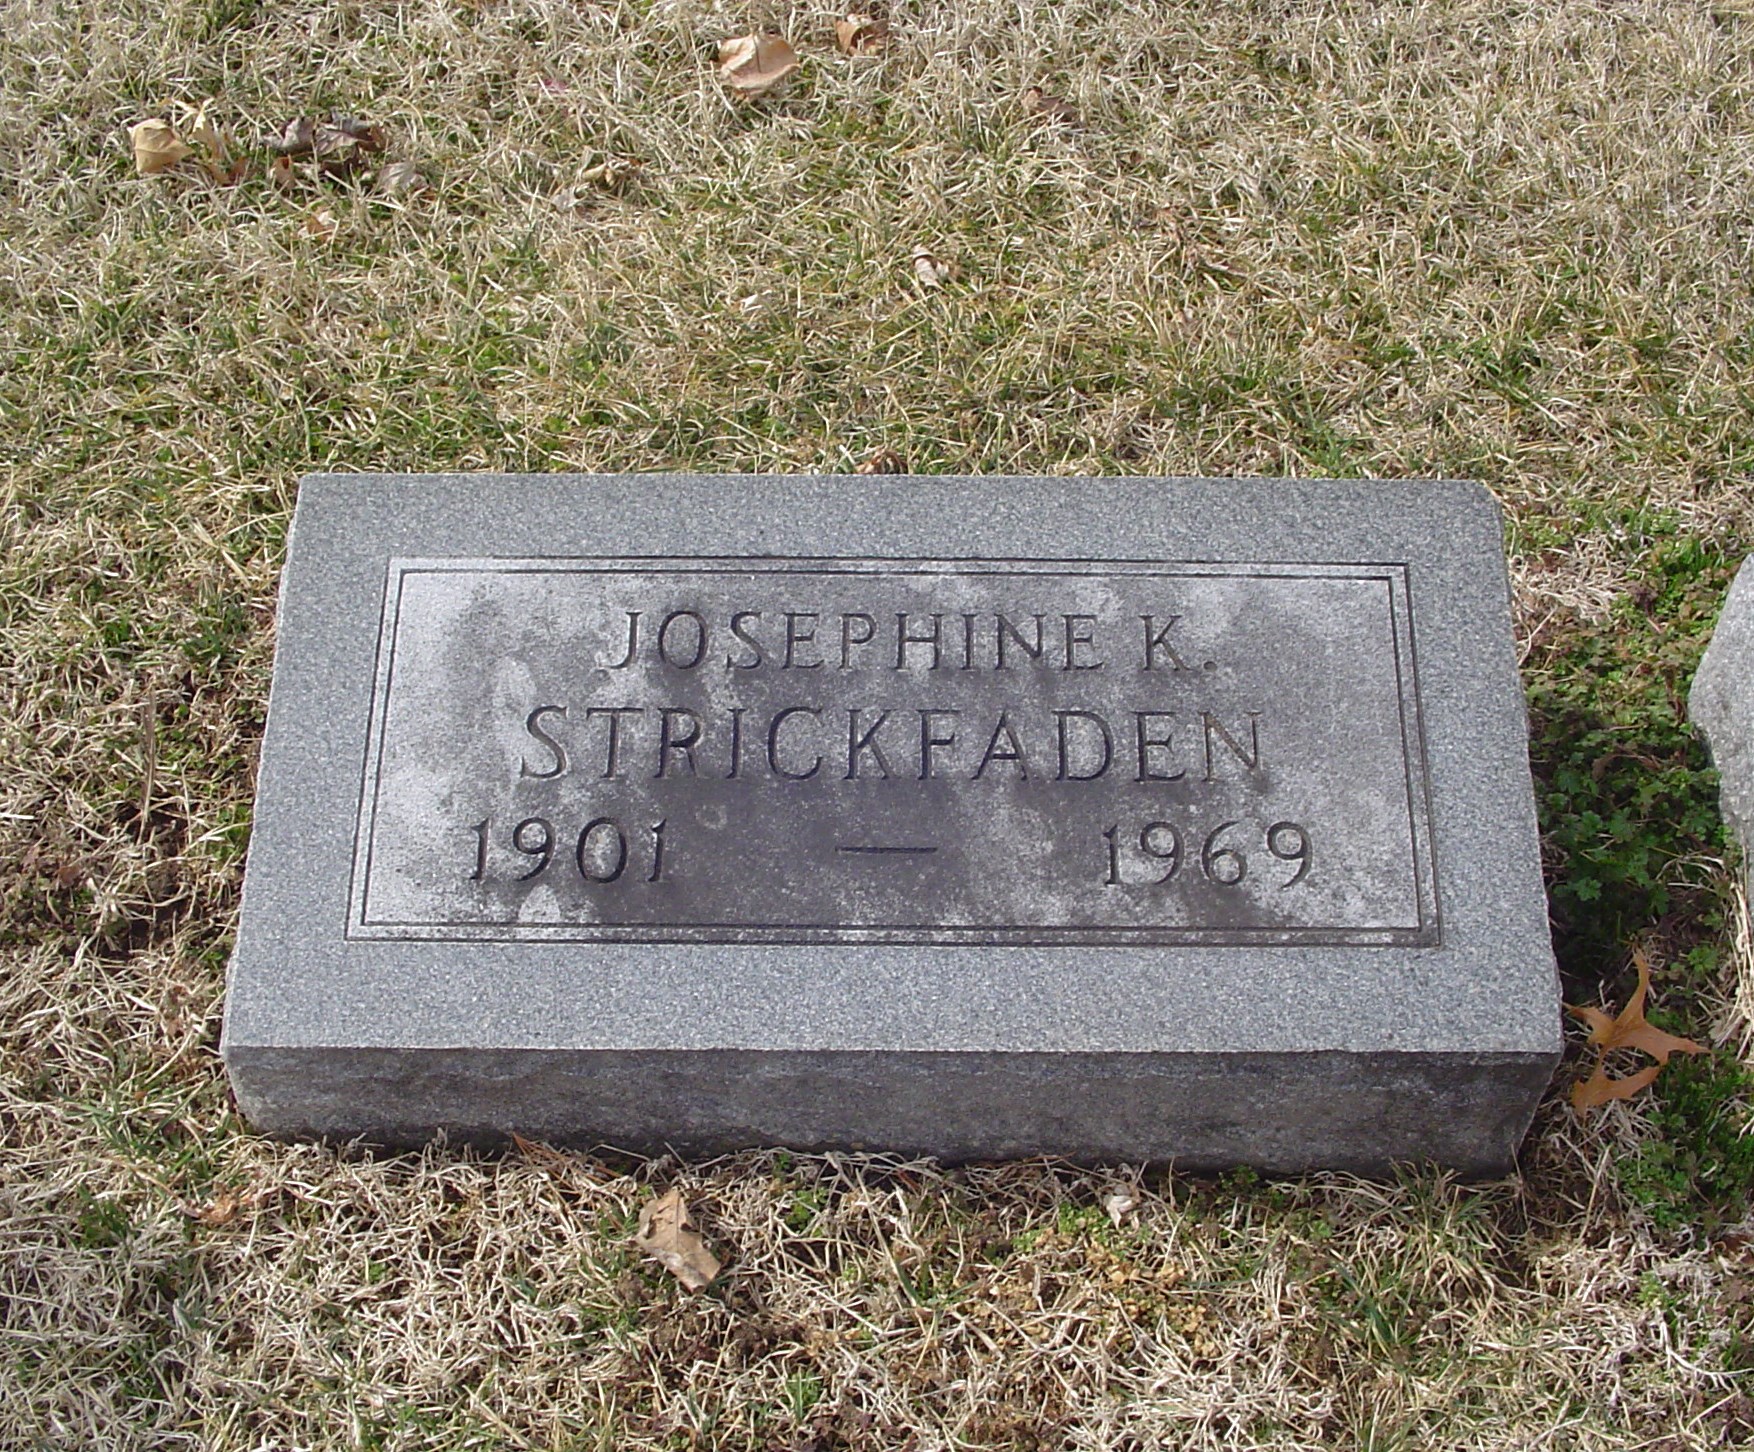 JOSEPHINE K.
STRICKFADEN
1901 — 1969